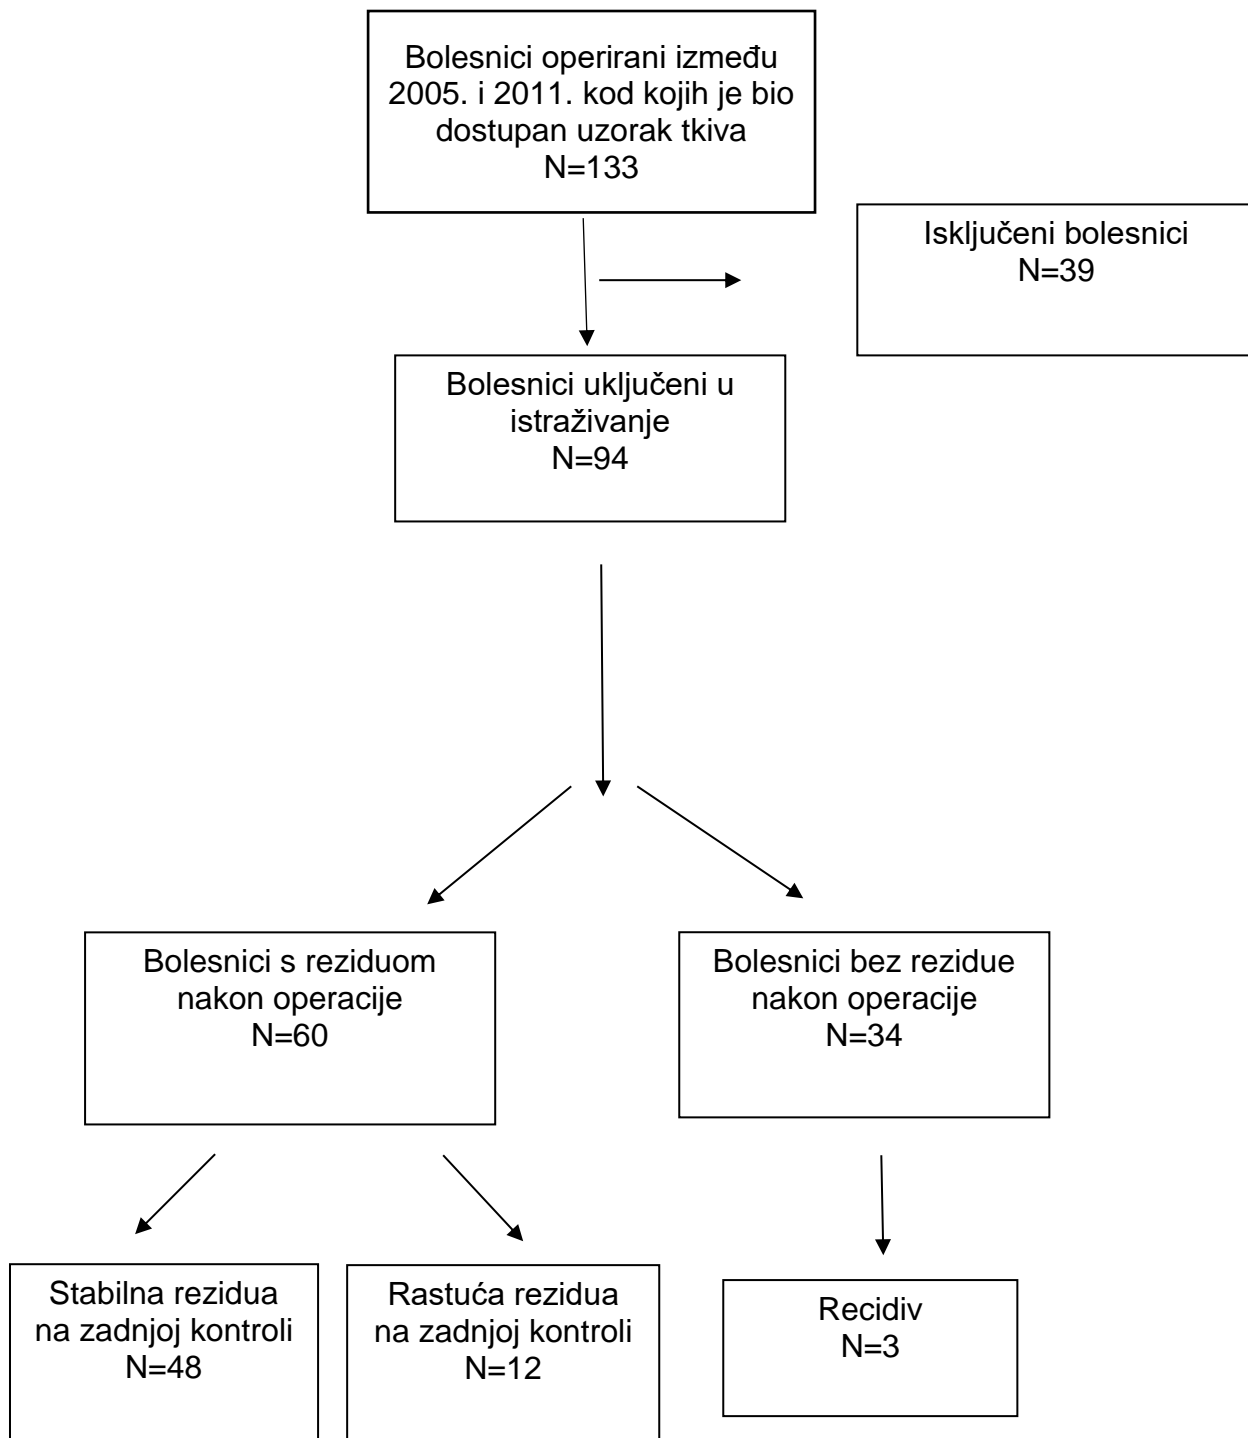 Bolesnici operirani između
2005. i 2011. kod kojih je bio
dostupan uzorak tkiva
N=133
Isključeni bolesnici
N=39
Bolesnici uključeni u
istraživanje
N=94
Bolesnici s reziduom
nakon operacije
N=60
Bolesnici bez rezidue
nakon operacije
N=34
Stabilna rezidua
na zadnjoj kontroli
N=48
Rastuća rezidua
na zadnjoj kontroli
N=12
Recidiv
N=3